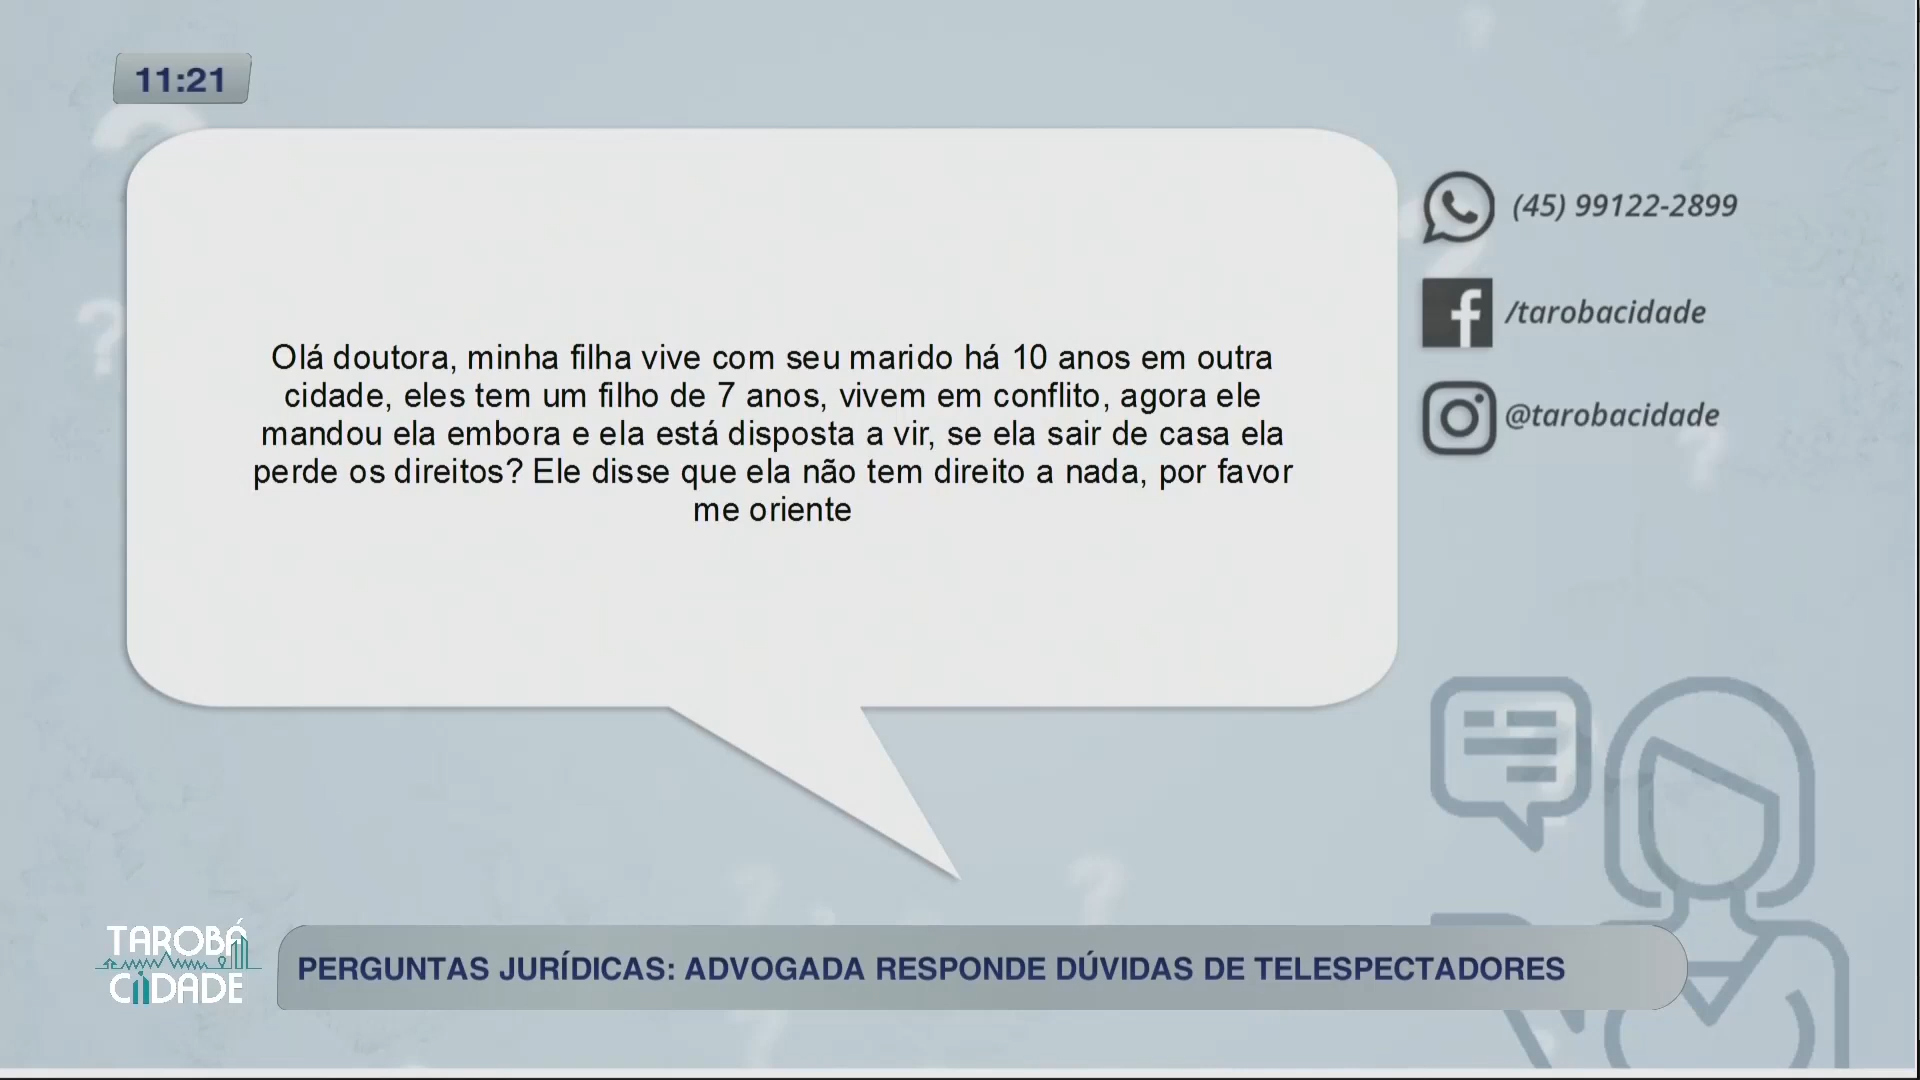 11:21
Olá doutora, minha filha vive com seu marido há 10 anos em outra
cidade, eles tem um filho de 7 anos, vivem em conflito, agora ele
mandou ela embora e ela está disposta a vir, se ela sair de casa ela
perde os direitos? Ele disse que ela não tem direito a nada, por favor
me oriente
(45) 99122-2899
/tarobacidade
@tarobacidade
TAROBÁ
CIDADE
PERGUNTAS JURÍDICAS: ADVOGADA RESPONDE DÚVIDAS DE TELESPECTADORES